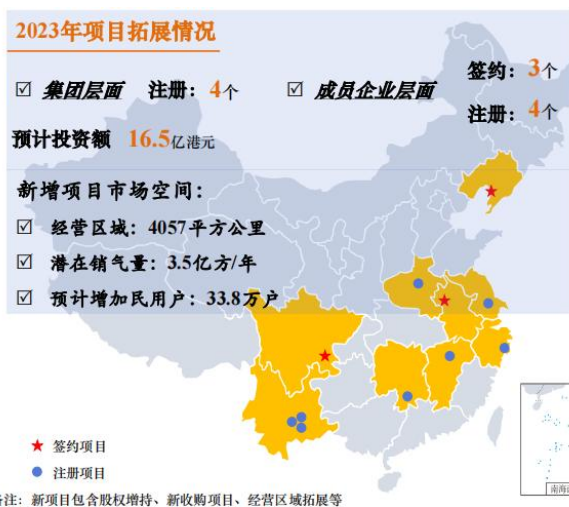 2023年项目拓展情况
☑ 集团层面 注册：4个
☑ 成员企业层面 签约：3个
注册：4个
预计投资额 16.5亿港元
新增项目市场空间：
☑ 经营区域：4057平方公里
☑ 潜在销气量：3.5亿方/年
☑ 预计增加民用户：33.8万户
签约项目
注册项目
注：新项目包含股权增持、新收购项目、经营区域拓展等
南海